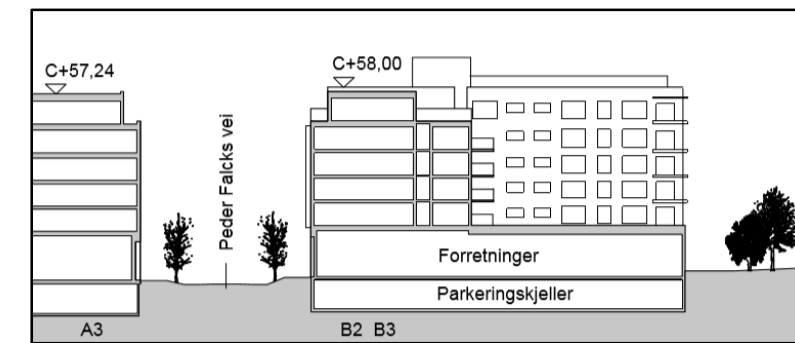 C+57,24
C+58,00
Peder Falcks vei
Forretninger
Parkeringskjeller
A3
B2 B3